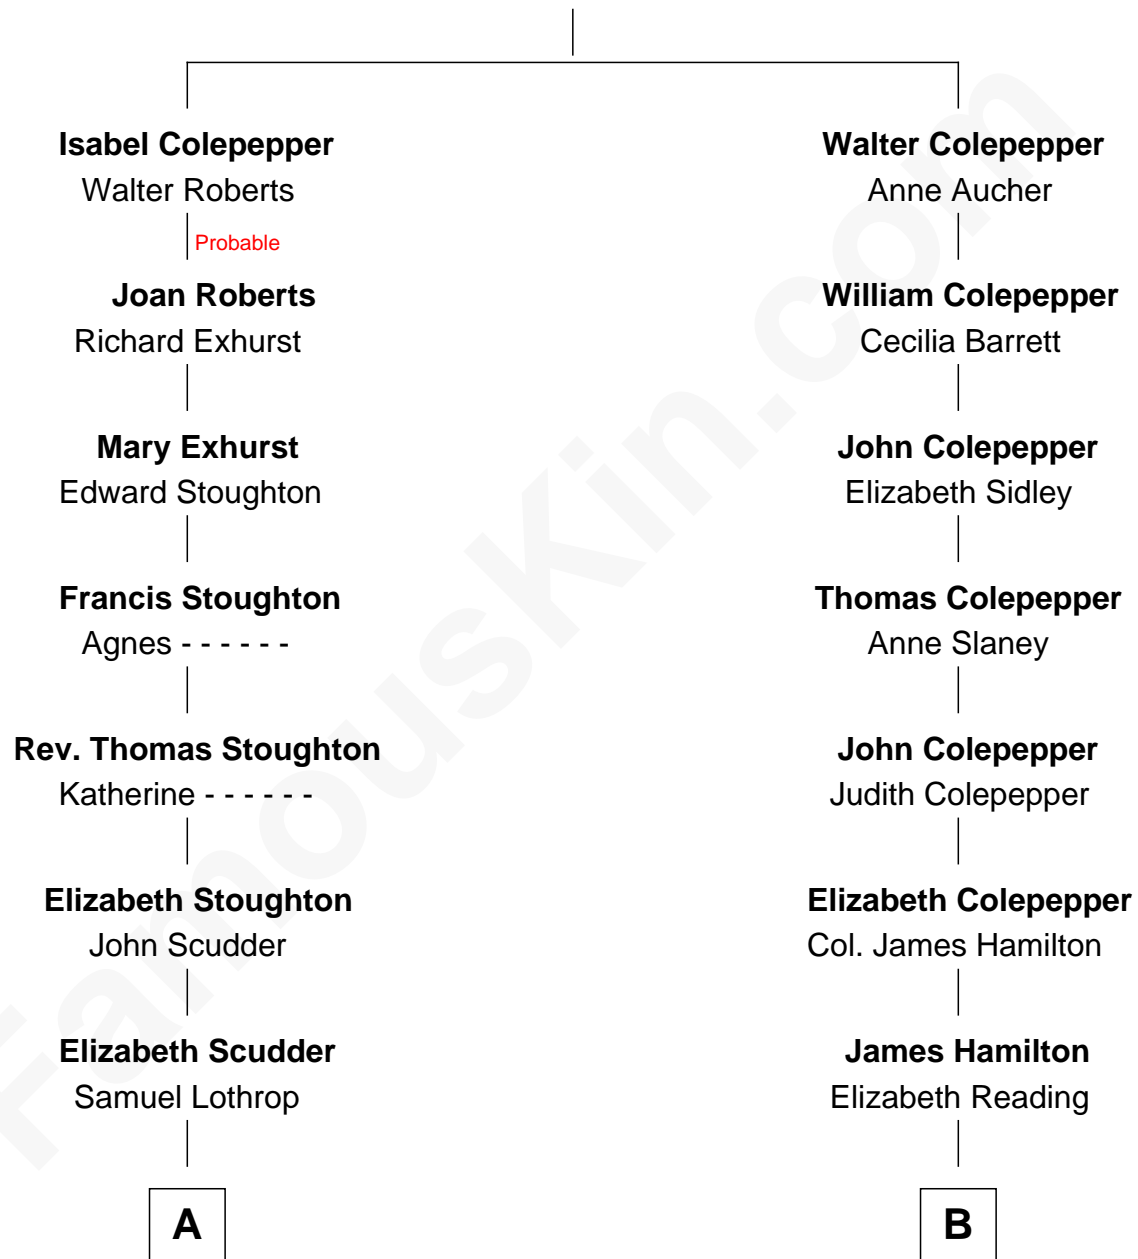 Isabel Colepepper
Walter Roberts
Probable
Joan Roberts
Richard Exhurst
Mary Exhurst
Edward Stoughton
Francis Stoughton
Agnes - - - - - -
Rev. Thomas Stoughton
Katherine - - - - - -
Elizabeth Stoughton
John Scudder
Elizabeth Scudder
Samuel Lothrop
A
Walter Colepepper
Anne Aucher
William Colepepper
Cecilia Barrett
John Colepepper
Elizabeth Sidley
Thomas Colepepper
Anne Slaney
John Colepepper
Judith Colepepper
Elizabeth Colepepper
Col. James Hamilton
James Hamilton
Elizabeth Reading
B
FamousKin.com